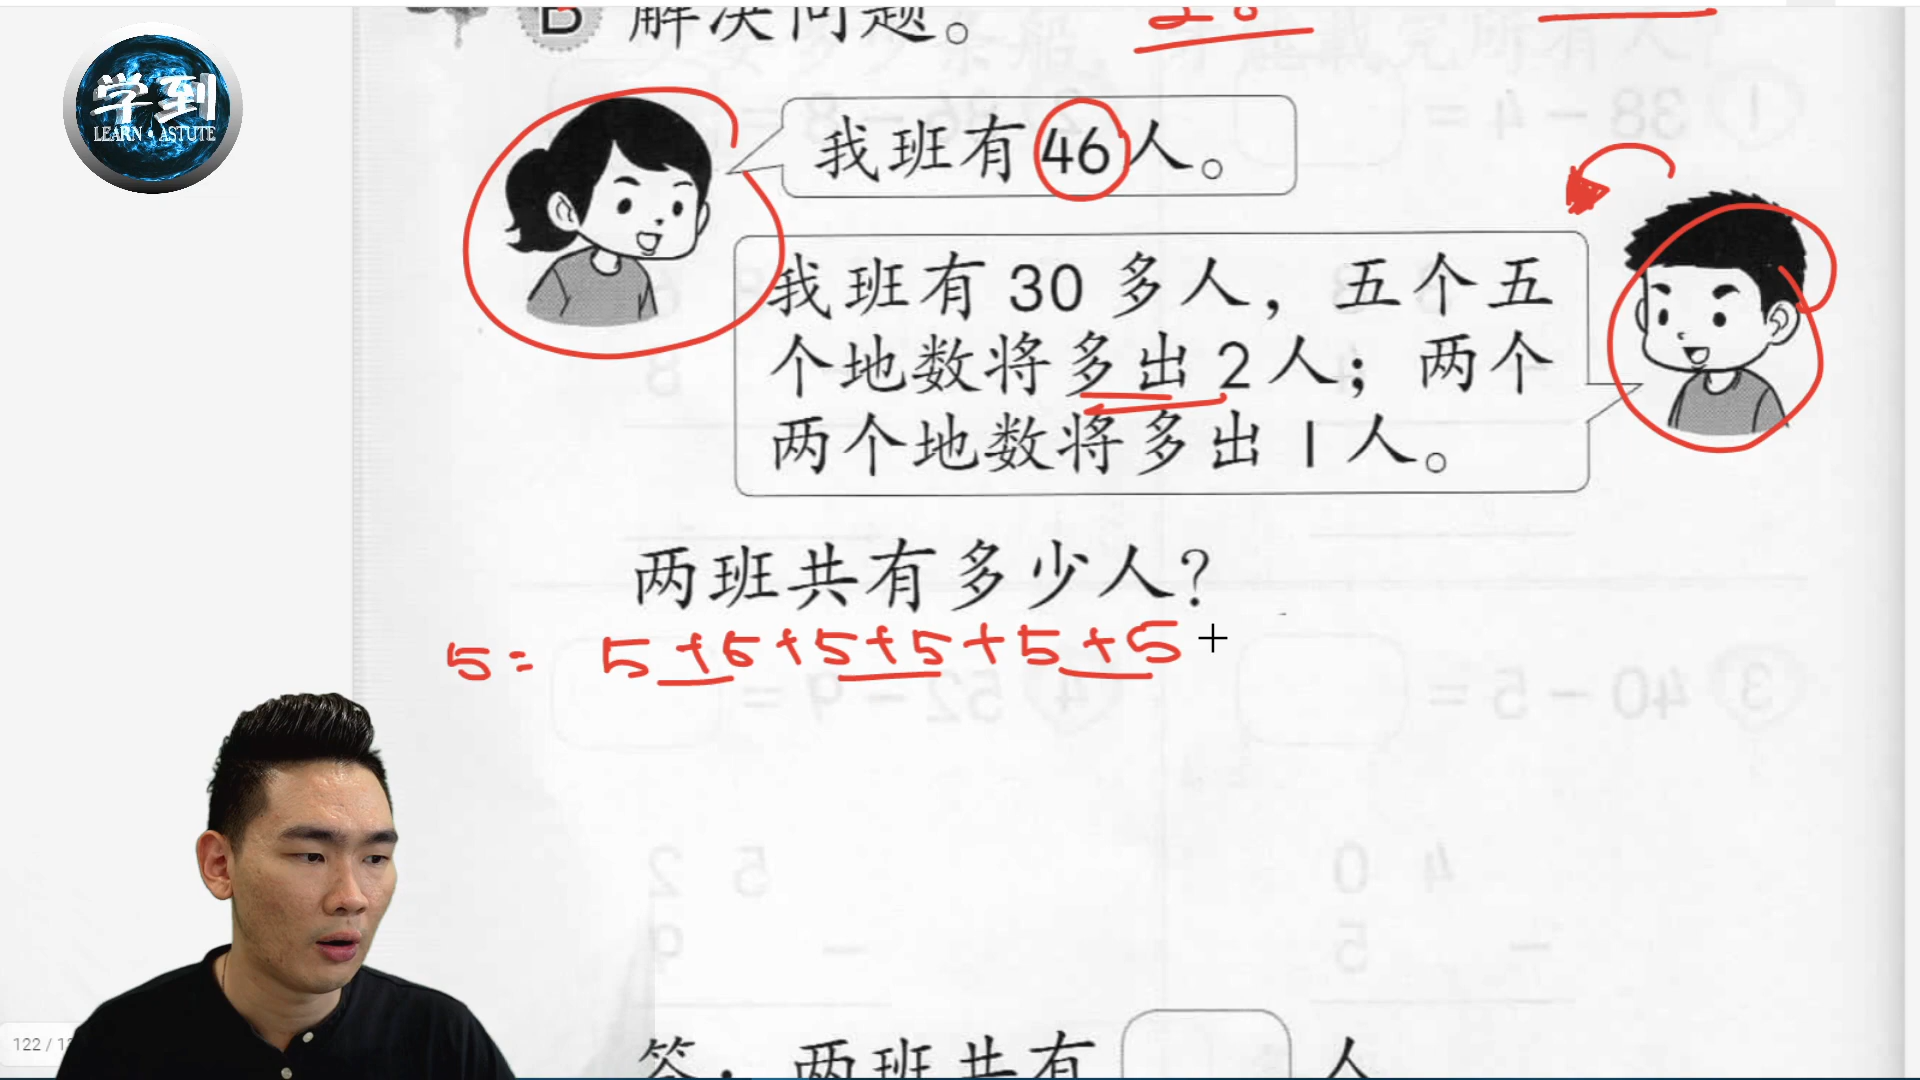 B 解决问题。
学到
LEARN • ASTUTE
我班有46人。
我班有30多人，五个五
个地数将多出2人；两个
两个地数将多出1人。
两班共有多少人？
5 = 5 + 5 + 5 + 5 + 5 + 5
答：两班共有 人
122 / 1